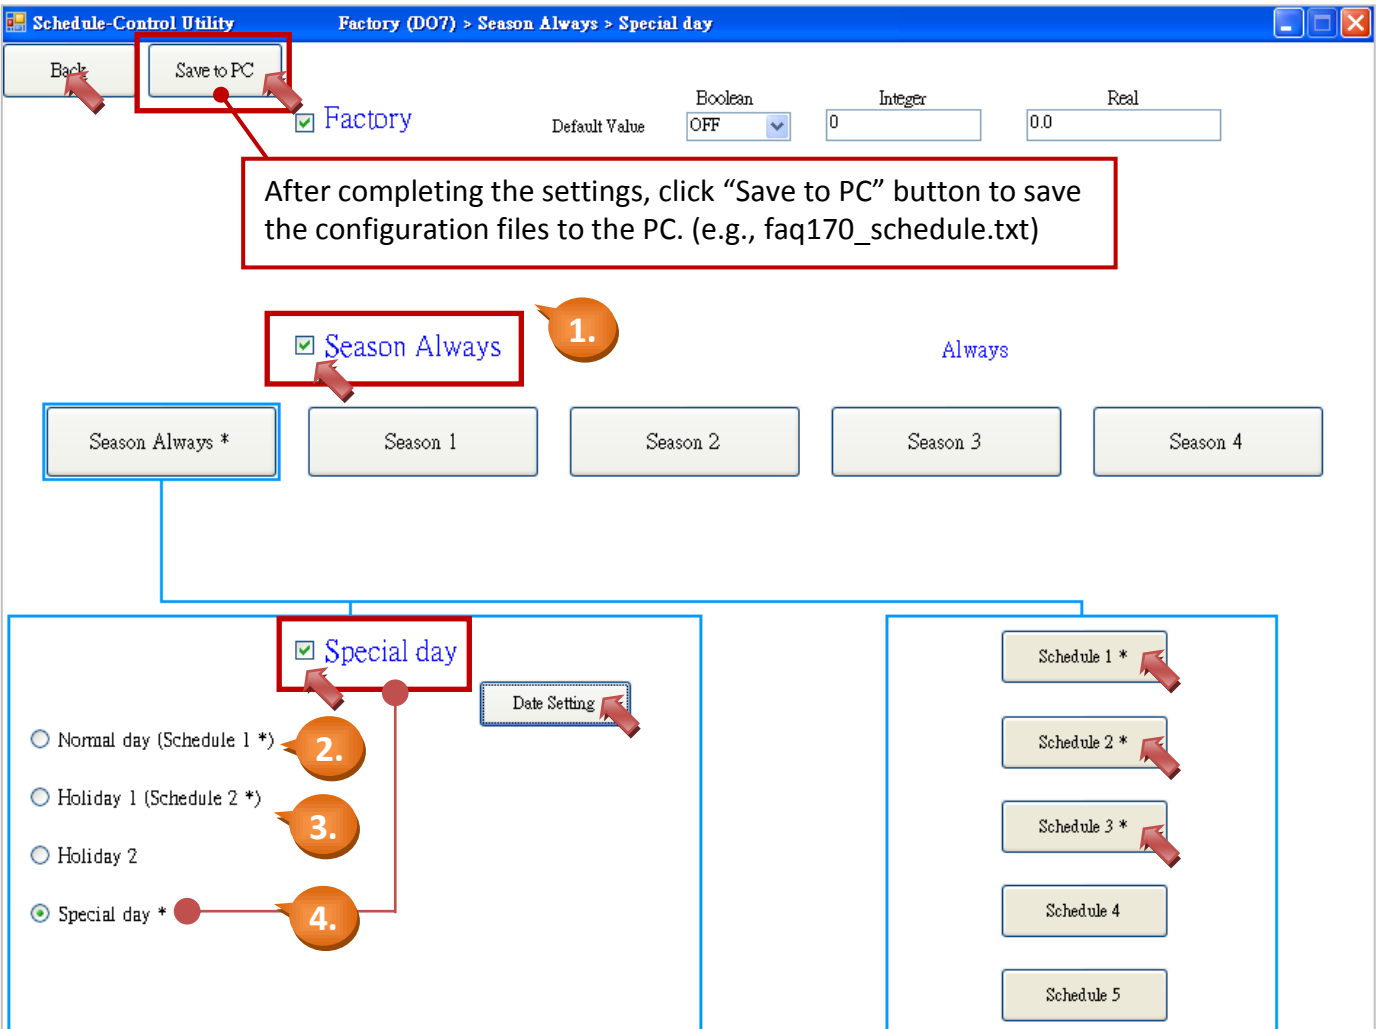 Schedule-Control Utility Factory (DO7) > Season Always > Special day
Back Save to PC
Boolean Integer Real
Factory Default Value OFF 0 0.0
After completing the settings, click “Save to PC” button to save
the configuration files to the PC. (e.g., faq170_schedule.txt)
1.
Season Always Always
Season Always * Season 1 Season 2 Season 3 Season 4
Special day
Schedule 1 *
Date Setting
Normal day (Schedule 1 *) 2. Schedule 2 *
Holiday 1 (Schedule 2 *)
3. Schedule 3 *
Holiday 2
Special day * 4. Schedule 4
Schedule 5